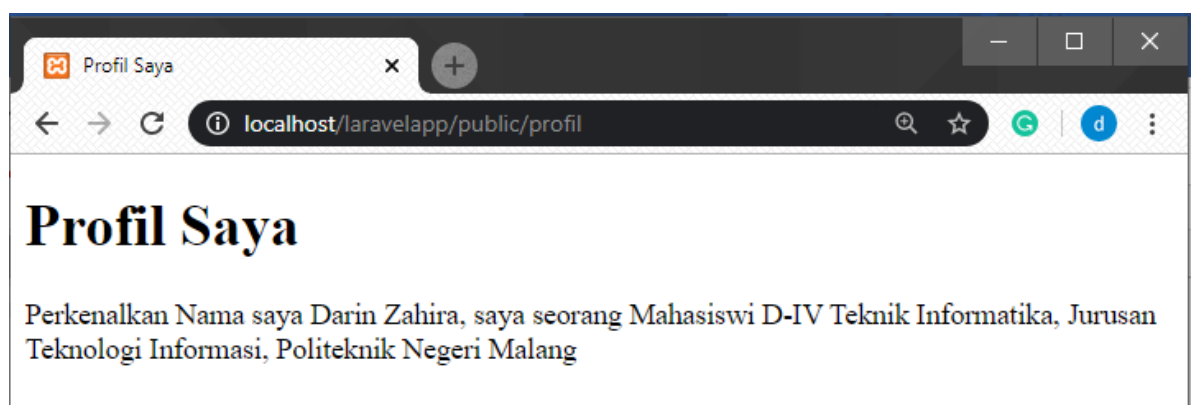 Profil Saya
localhost/laravelapp/public/profil
d
Profil Saya
Perkenalkan Nama saya Darin Zahira, saya seorang Mahasiswi D-IV Teknik Informatika, Jurusan
Teknologi Informasi, Politeknik Negeri Malang